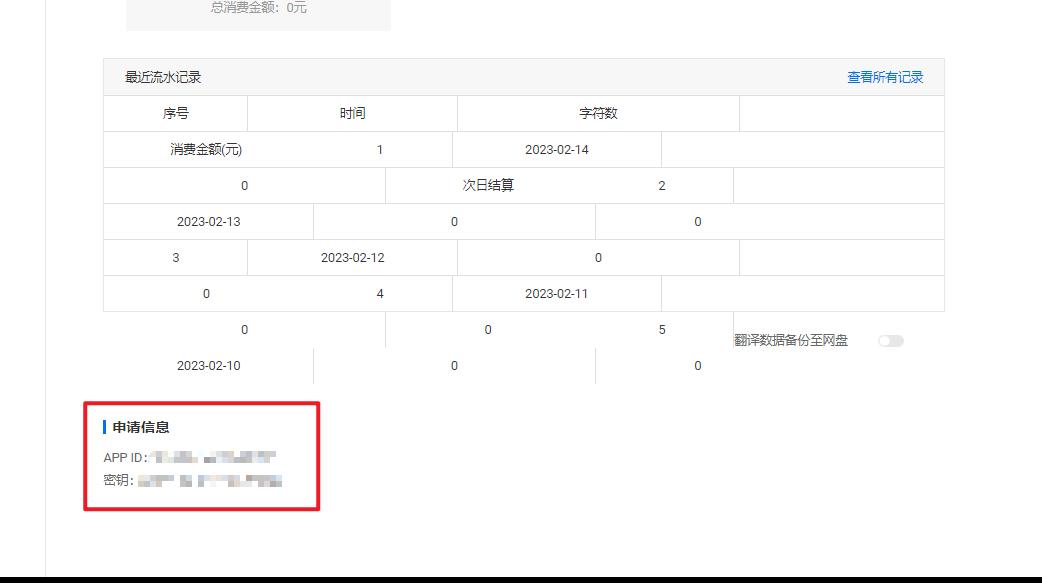 总消费金额：0元
最近流水记录 查看所有记录
序号 时间 字符数
消费金额(元) 1 2023-02-14
0 次日结算 2
2023-02-13 0 0
3 2023-02-12 0
0 4 2023-02-11
0 0 5
翻译数据备份至网盘
2023-02-10 0 0
申请信息
APP ID：
密钥：